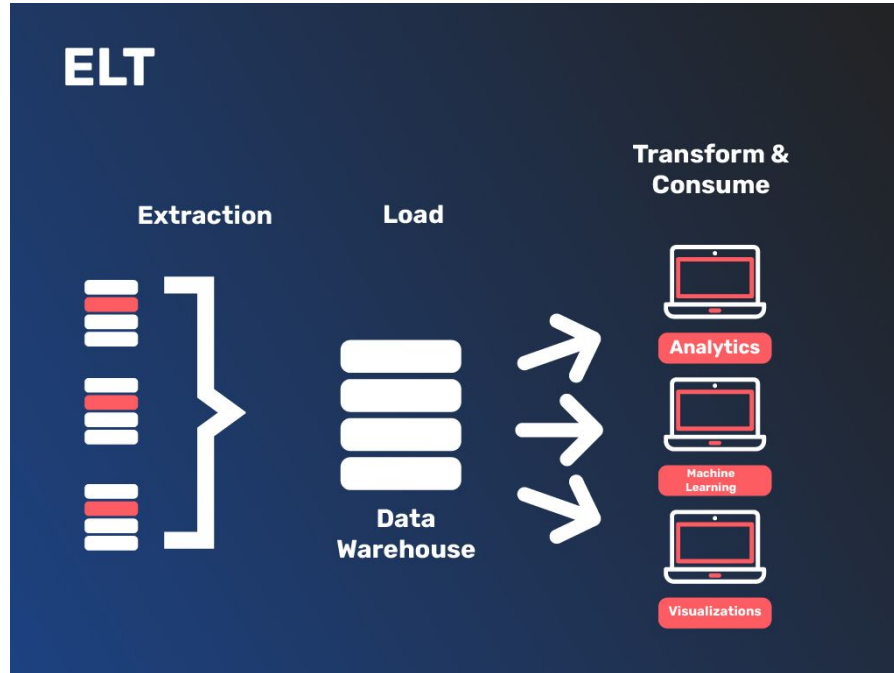 ELT
Extraction
Load
Data
Warehouse
Transform &
Consume
Analytics
Machine
Learning
Visualizations